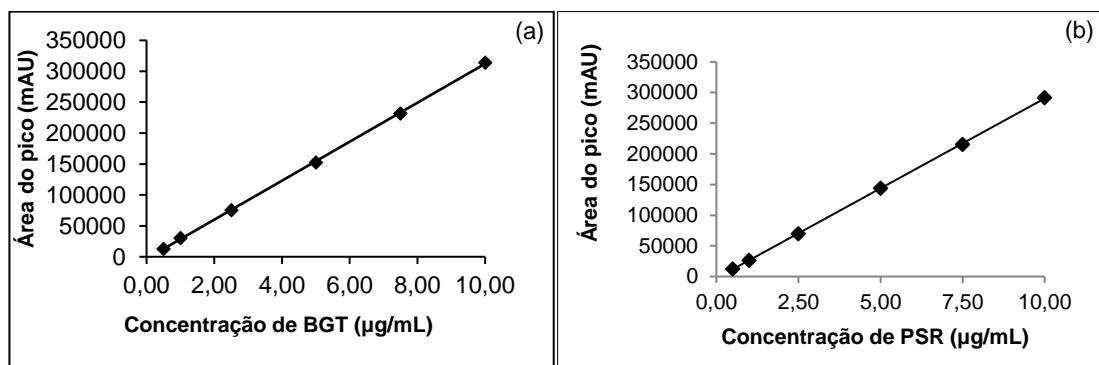 (a)
Área do pico (mAU)
350000
300000
250000
200000
150000
100000
50000
0
0,00 2,00 4,00 6,00 8,00 10,00
Concentração de BGT (µg/mL)
(b)
Área do pico (mAU)
350000
300000
250000
200000
150000
100000
50000
0
0,00 2,50 5,00 7,50 10,00
Concentração de PSR (µg/mL)